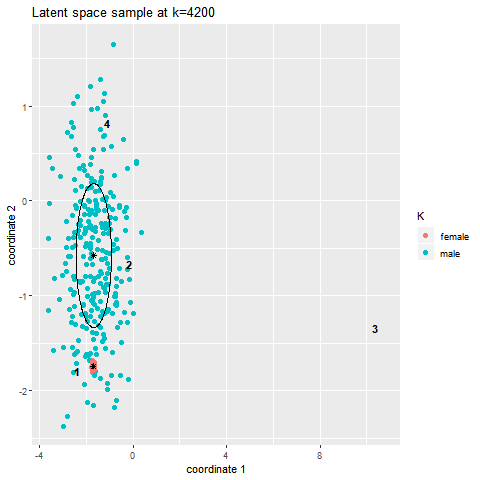 Latent space sample at k=4200
coordinate 2
1
0
-1
-2
4
2
3
1
-4
0
4
8
coordinate 1
K
female
male